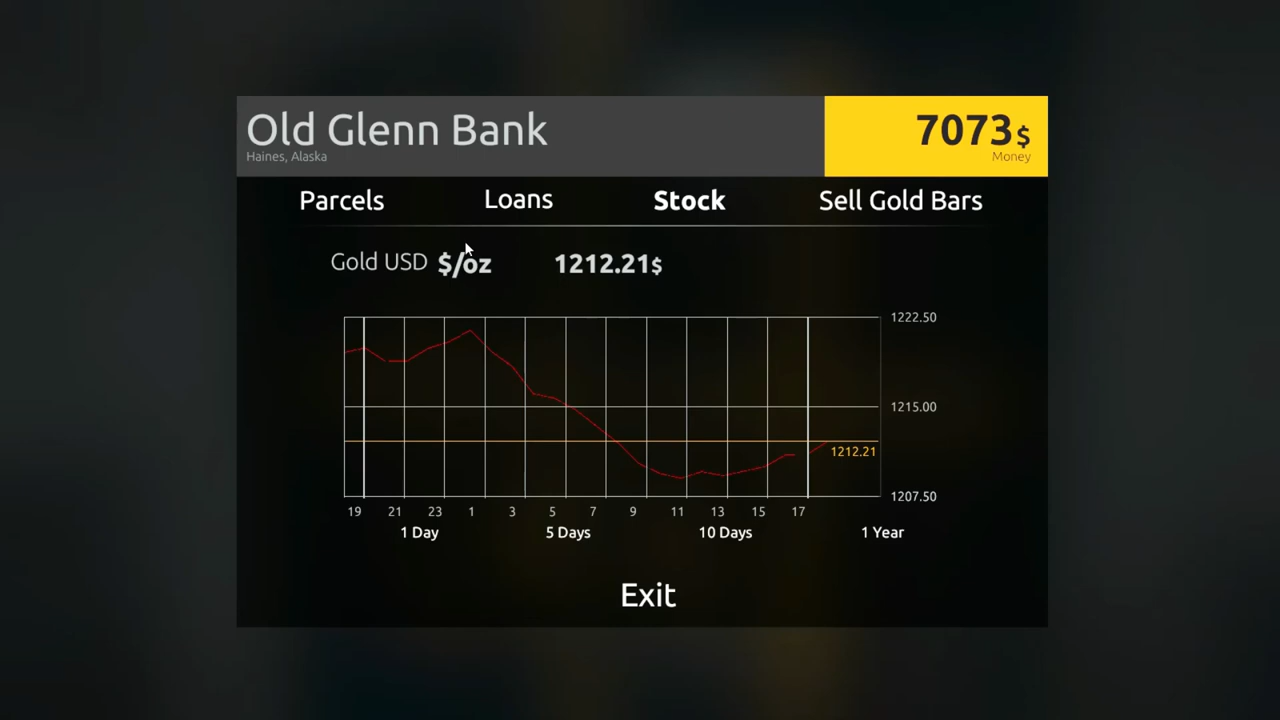 Old Glenn Bank
Haines, Alaska
7073$
Money
Parcels Loans Stock Sell Gold Bars
Gold USD $/oz 1212.21$
1222.50
1215.00
1212.21
1207.50
19 21 23 1 3 5 7 9 11 13 15 17
1 Day 5 Days 10 Days 1 Year
Exit